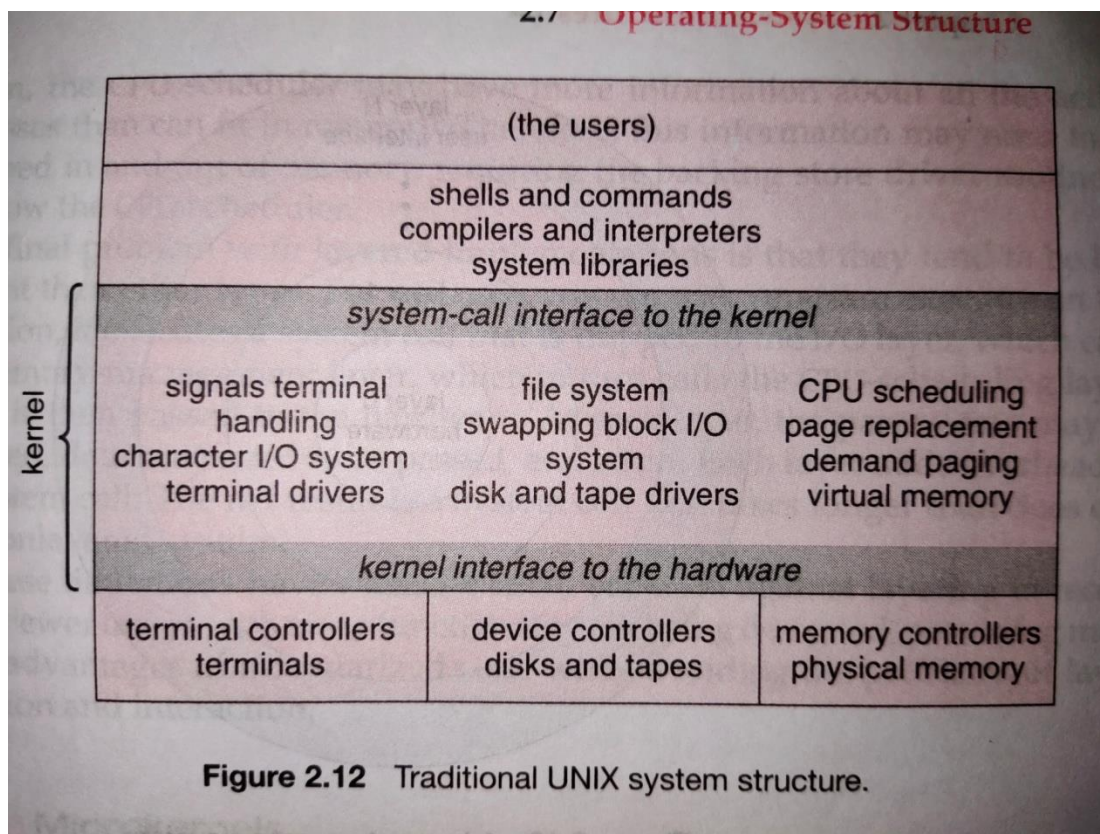 2.7 Operating-System Structure
(the users)
shells and commands
compilers and interpreters
system libraries
system-call interface to the kernel
kernel
signals terminal
handling
character I/O system
terminal drivers
file system
swapping block I/O
system
disk and tape drivers
CPU scheduling
page replacement
demand paging
virtual memory
kernel interface to the hardware
terminal controllers
terminals
device controllers
disks and tapes
memory controllers
physical memory
Figure 2.12 Traditional UNIX system structure.